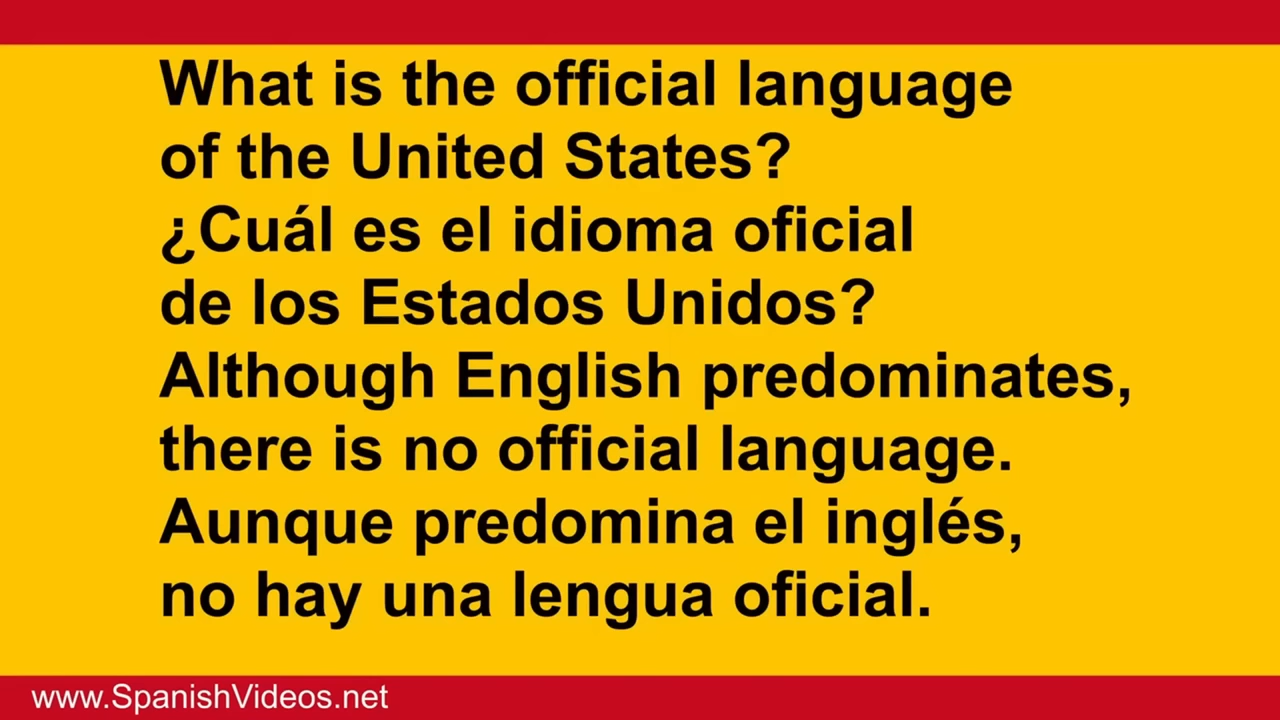 What is the official language
of the United States?
¿Cuál es el idioma oficial
de los Estados Unidos?
Although English predominates,
there is no official language.
Aunque predomina el inglés,
no hay una lengua oficial.
www.SpanishVideos.net